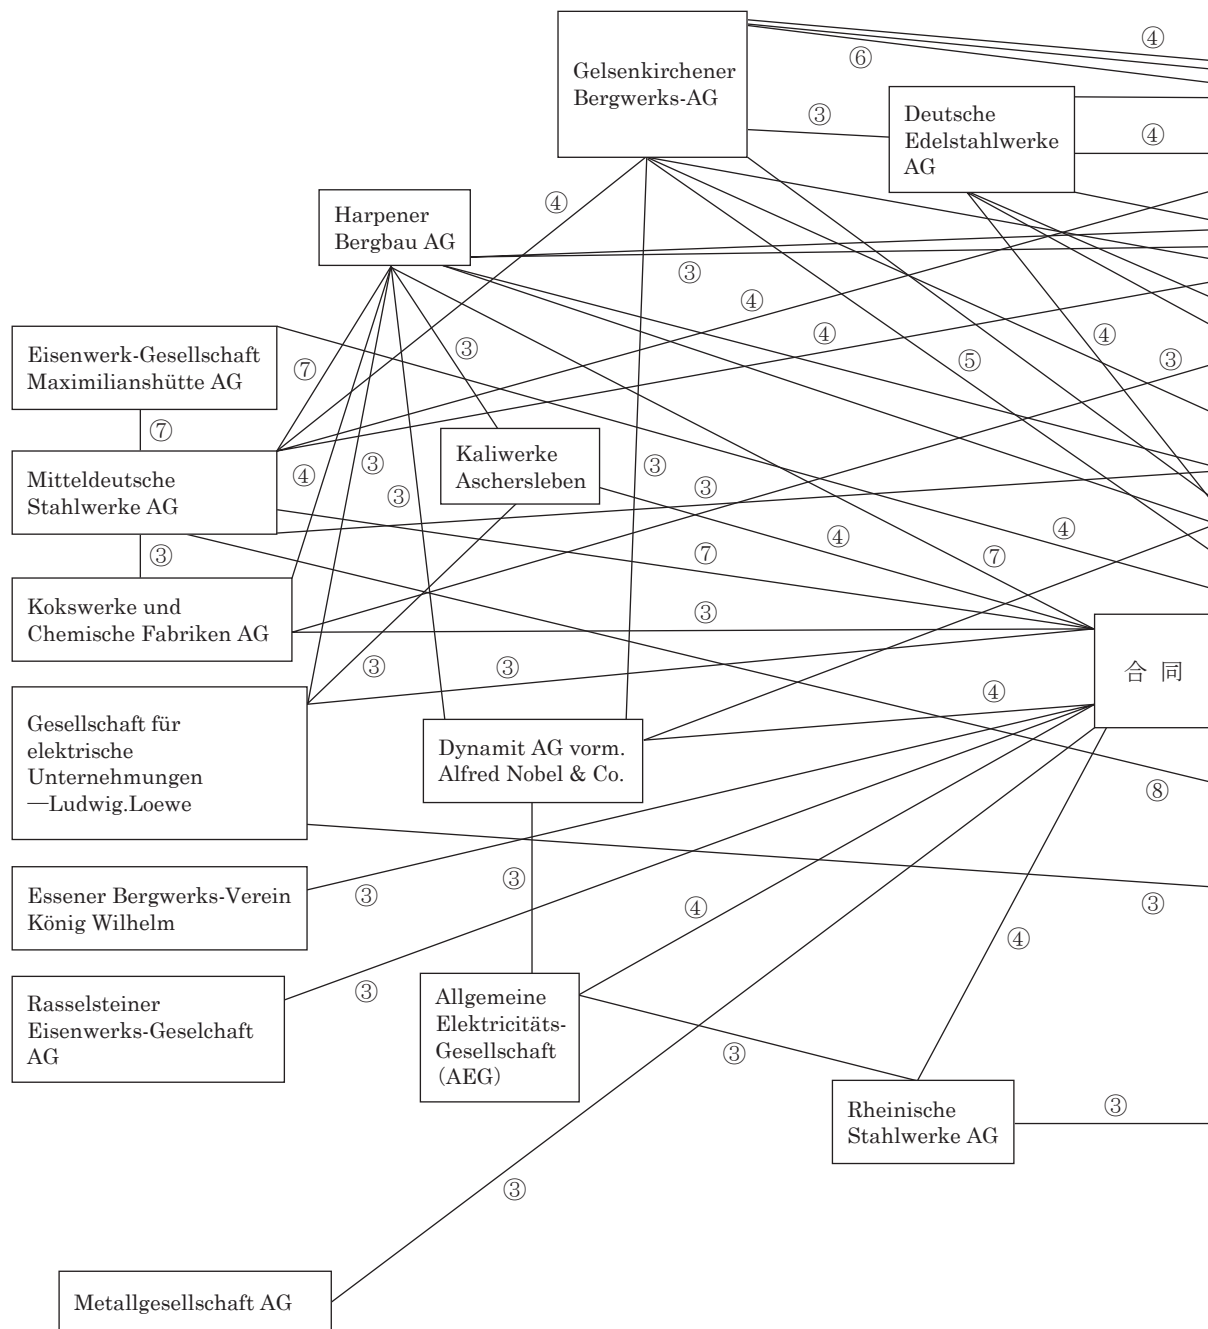 ④
⑥
Gelsenkirchener
Bergwerks-AG
③
Deutsche
Edelstahlwerke
AG
④
④
Harpener
Bergbau AG
③
④
④
④
③
⑤
Eisenwerk-Gesellschaft
Maximilianshütte AG
⑦
③
⑦
Mitteldeutsche
Stahlwerke AG
④
③
③
Kaliwerke
Aschersleben
③
③
④
④
③
⑦
⑦
Kokswerke und
Chemische Fabriken AG
③
③
③
合 同
Gesellschaft für
elektrische
Unternehmungen
—Ludwig.Loewe
④
Dynamit AG vorm.
Alfred Nobel & Co.
⑧
Essener Bergwerks-Verein
König Wilhelm
③
③
④
③
④
Rasselsteiner
Eisenwerks-Geselchaft
AG
③
Allgemeine
Elektricitäts-
Gesellschaft
(AEG)
③
Rheinische
Stahlwerke AG
③
③
Metallgesellschaft AG